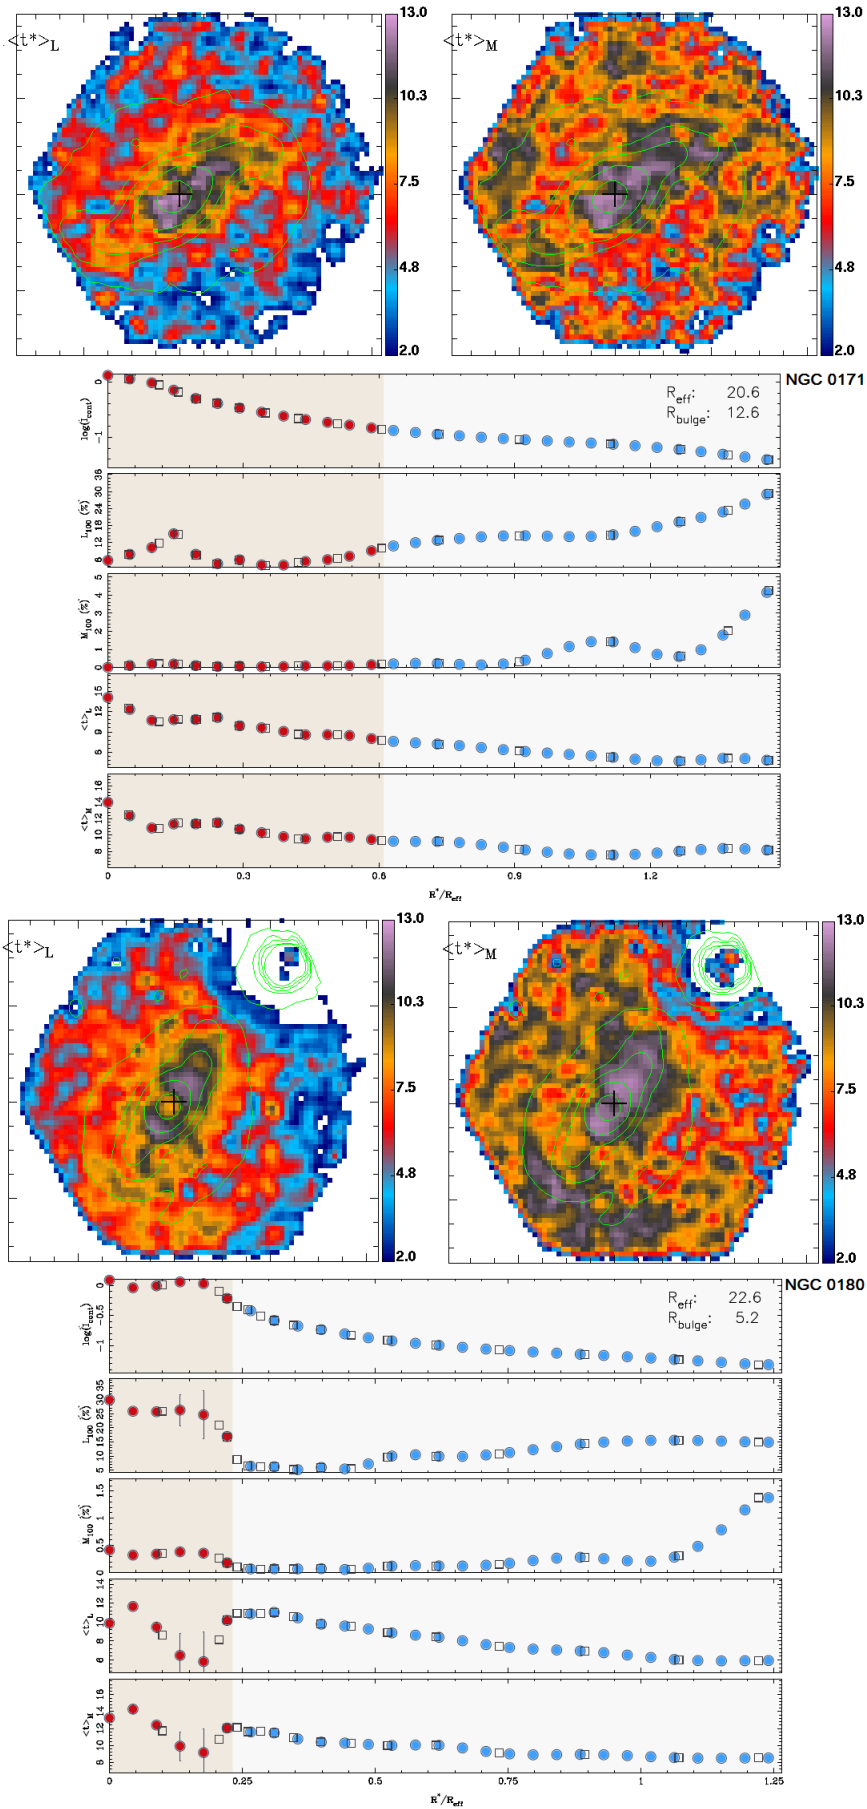 <t*>L 13.0 <t*>M 13.0
10.3 10.3
7.5 7.5
4.8 4.8
2.0 2.0
NGC 0171
Reff: 20.6
Rbulge: 12.6
log(Icont)
0
-1
L100 (%)
36
30
24
18
12
6
M100 (%)
5
4
3
2
1
0
<t>L
15
12
9
6
<t>M
16
14
12
10
8
0 0.3 0.6 0.9 1.2
R*/Reff
<t*>L 13.0 <t*>M 13.0
10.3 10.3
7.5 7.5
4.8 4.8
2.0 2.0
NGC 0180
Reff: 22.6
Rbulge: 5.2
log(Icont)
0
-0.5
-1
L100 (%)
35
30
25
20
15
10
5
M100 (%)
1.5
1
0.5
0
<t>L
14
12
10
8
6
<t>M
16
14
12
10
8
0 0.25 0.5 0.75 1 1.25
R*/Reff